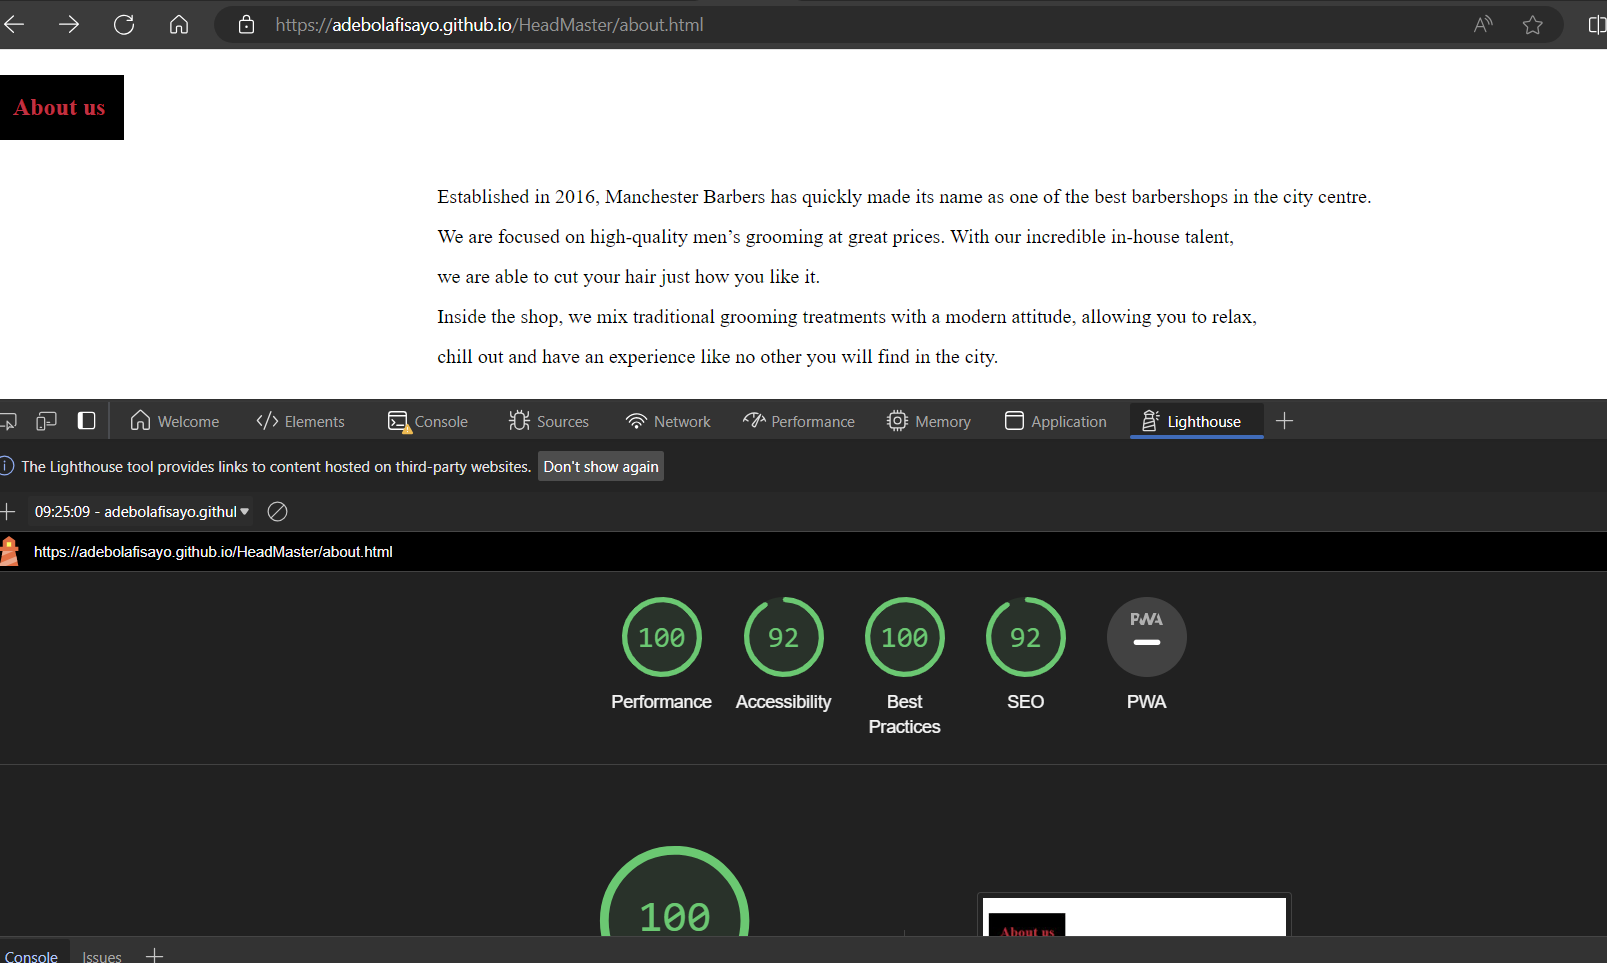 https://adebolafisayo.github.io/HeadMaster/about.html
About us
Established in 2016, Manchester Barbers has quickly made its name as one of the best barbershops in the city centre.
We are focused on high-quality men’s grooming at great prices. With our incredible in-house talent,
we are able to cut your hair just how you like it.
Inside the shop, we mix traditional grooming treatments with a modern attitude, allowing you to relax,
chill out and have an experience like no other you will find in the city.
Welcome Elements Console Sources Network Performance Memory Application Lighthouse
The Lighthouse tool provides links to content hosted on third-party websites. Don't show again
09:25:09 - adebolafisayo.githul
https://adebolafisayo.github.io/HeadMaster/about.html
100 92 100 92 PWA
Performance Accessibility Best Practices SEO PWA
100
About us
Console Issues